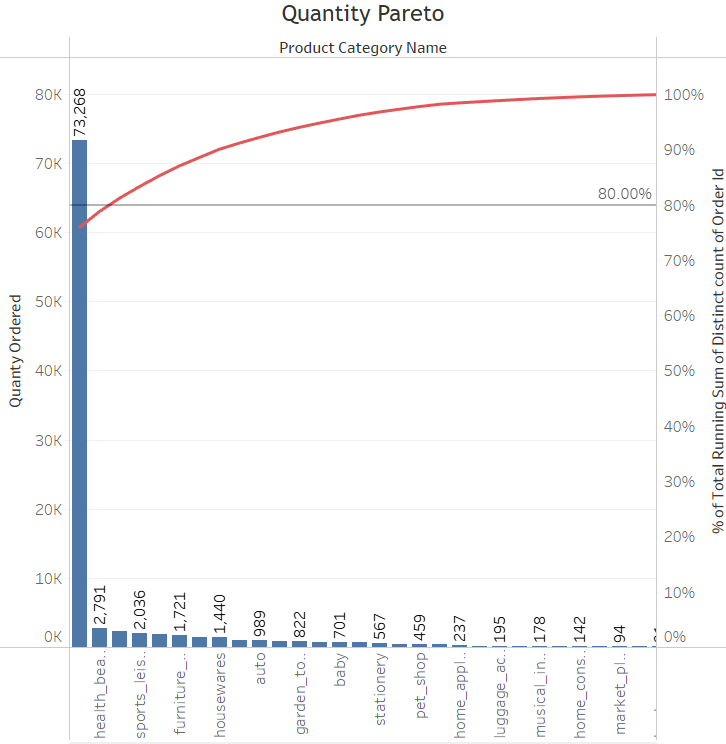 Quantity Pareto
Product Category Name
80K
70K
60K
50K
40K
30K
20K
10K
0K
Quanty Ordered
73,268
2,791
2,036
1,721
1,440
989
822
701
567
459
237
195
178
142
94
80.00%
100%
90%
80%
70%
60%
50%
40%
30%
20%
10%
0%
% of Total Running Sum of Distinct count of Order Id
health_bea..
sports_leis..
furniture_..
housewares
auto
garden_to..
baby
stationery
pet_shop
home_appl..
luggage_ac..
musical_in..
home_cons..
market_pl..